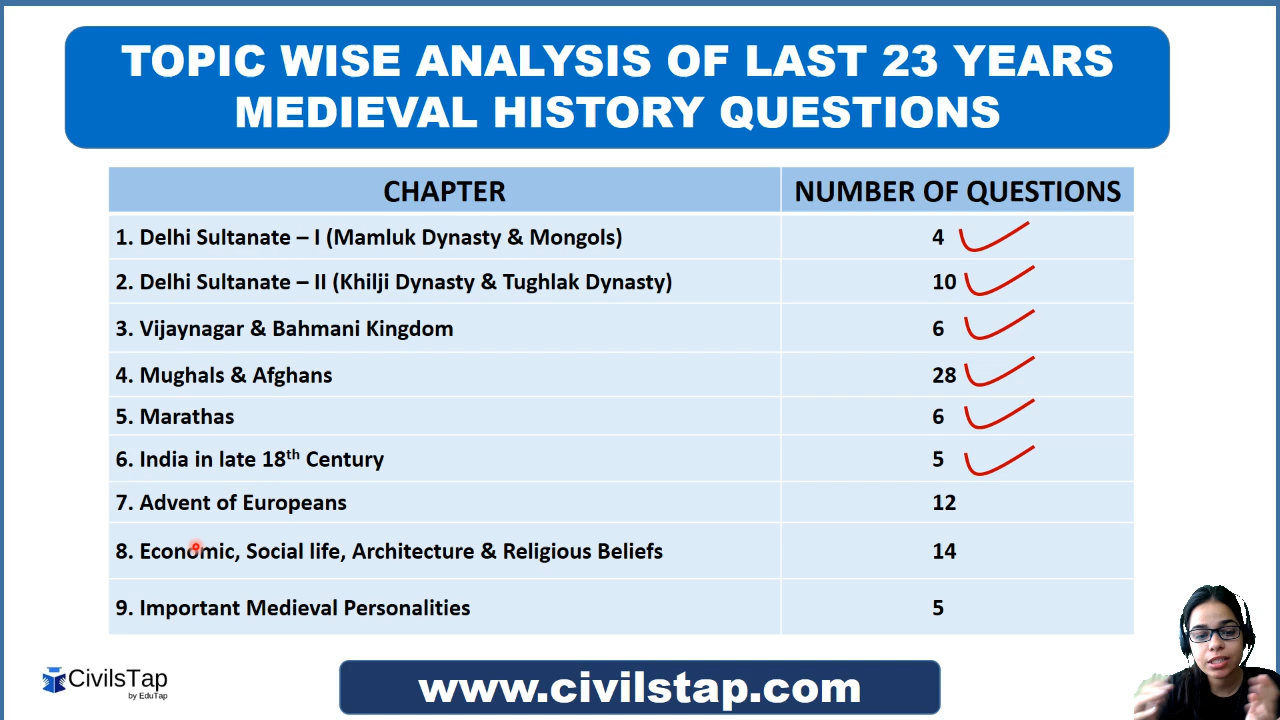 TOPIC WISE ANALYSIS OF LAST 23 YEARS
MEDIEVAL HISTORY QUESTIONS
CHAPTER NUMBER OF QUESTIONS
1. Delhi Sultanate – I (Mamluk Dynasty & Mongols) 4
2. Delhi Sultanate – II (Khilji Dynasty & Tughlak Dynasty) 10
3. Vijaynagar & Bahmani Kingdom 6
4. Mughals & Afghans 28
5. Marathas 6
6. India in late 18th Century 5
7. Advent of Europeans 12
8. Economic, Social life, Architecture & Religious Beliefs 14
9. Important Medieval Personalities 5
CivilsTap
by EduTap
www.civilstap.com